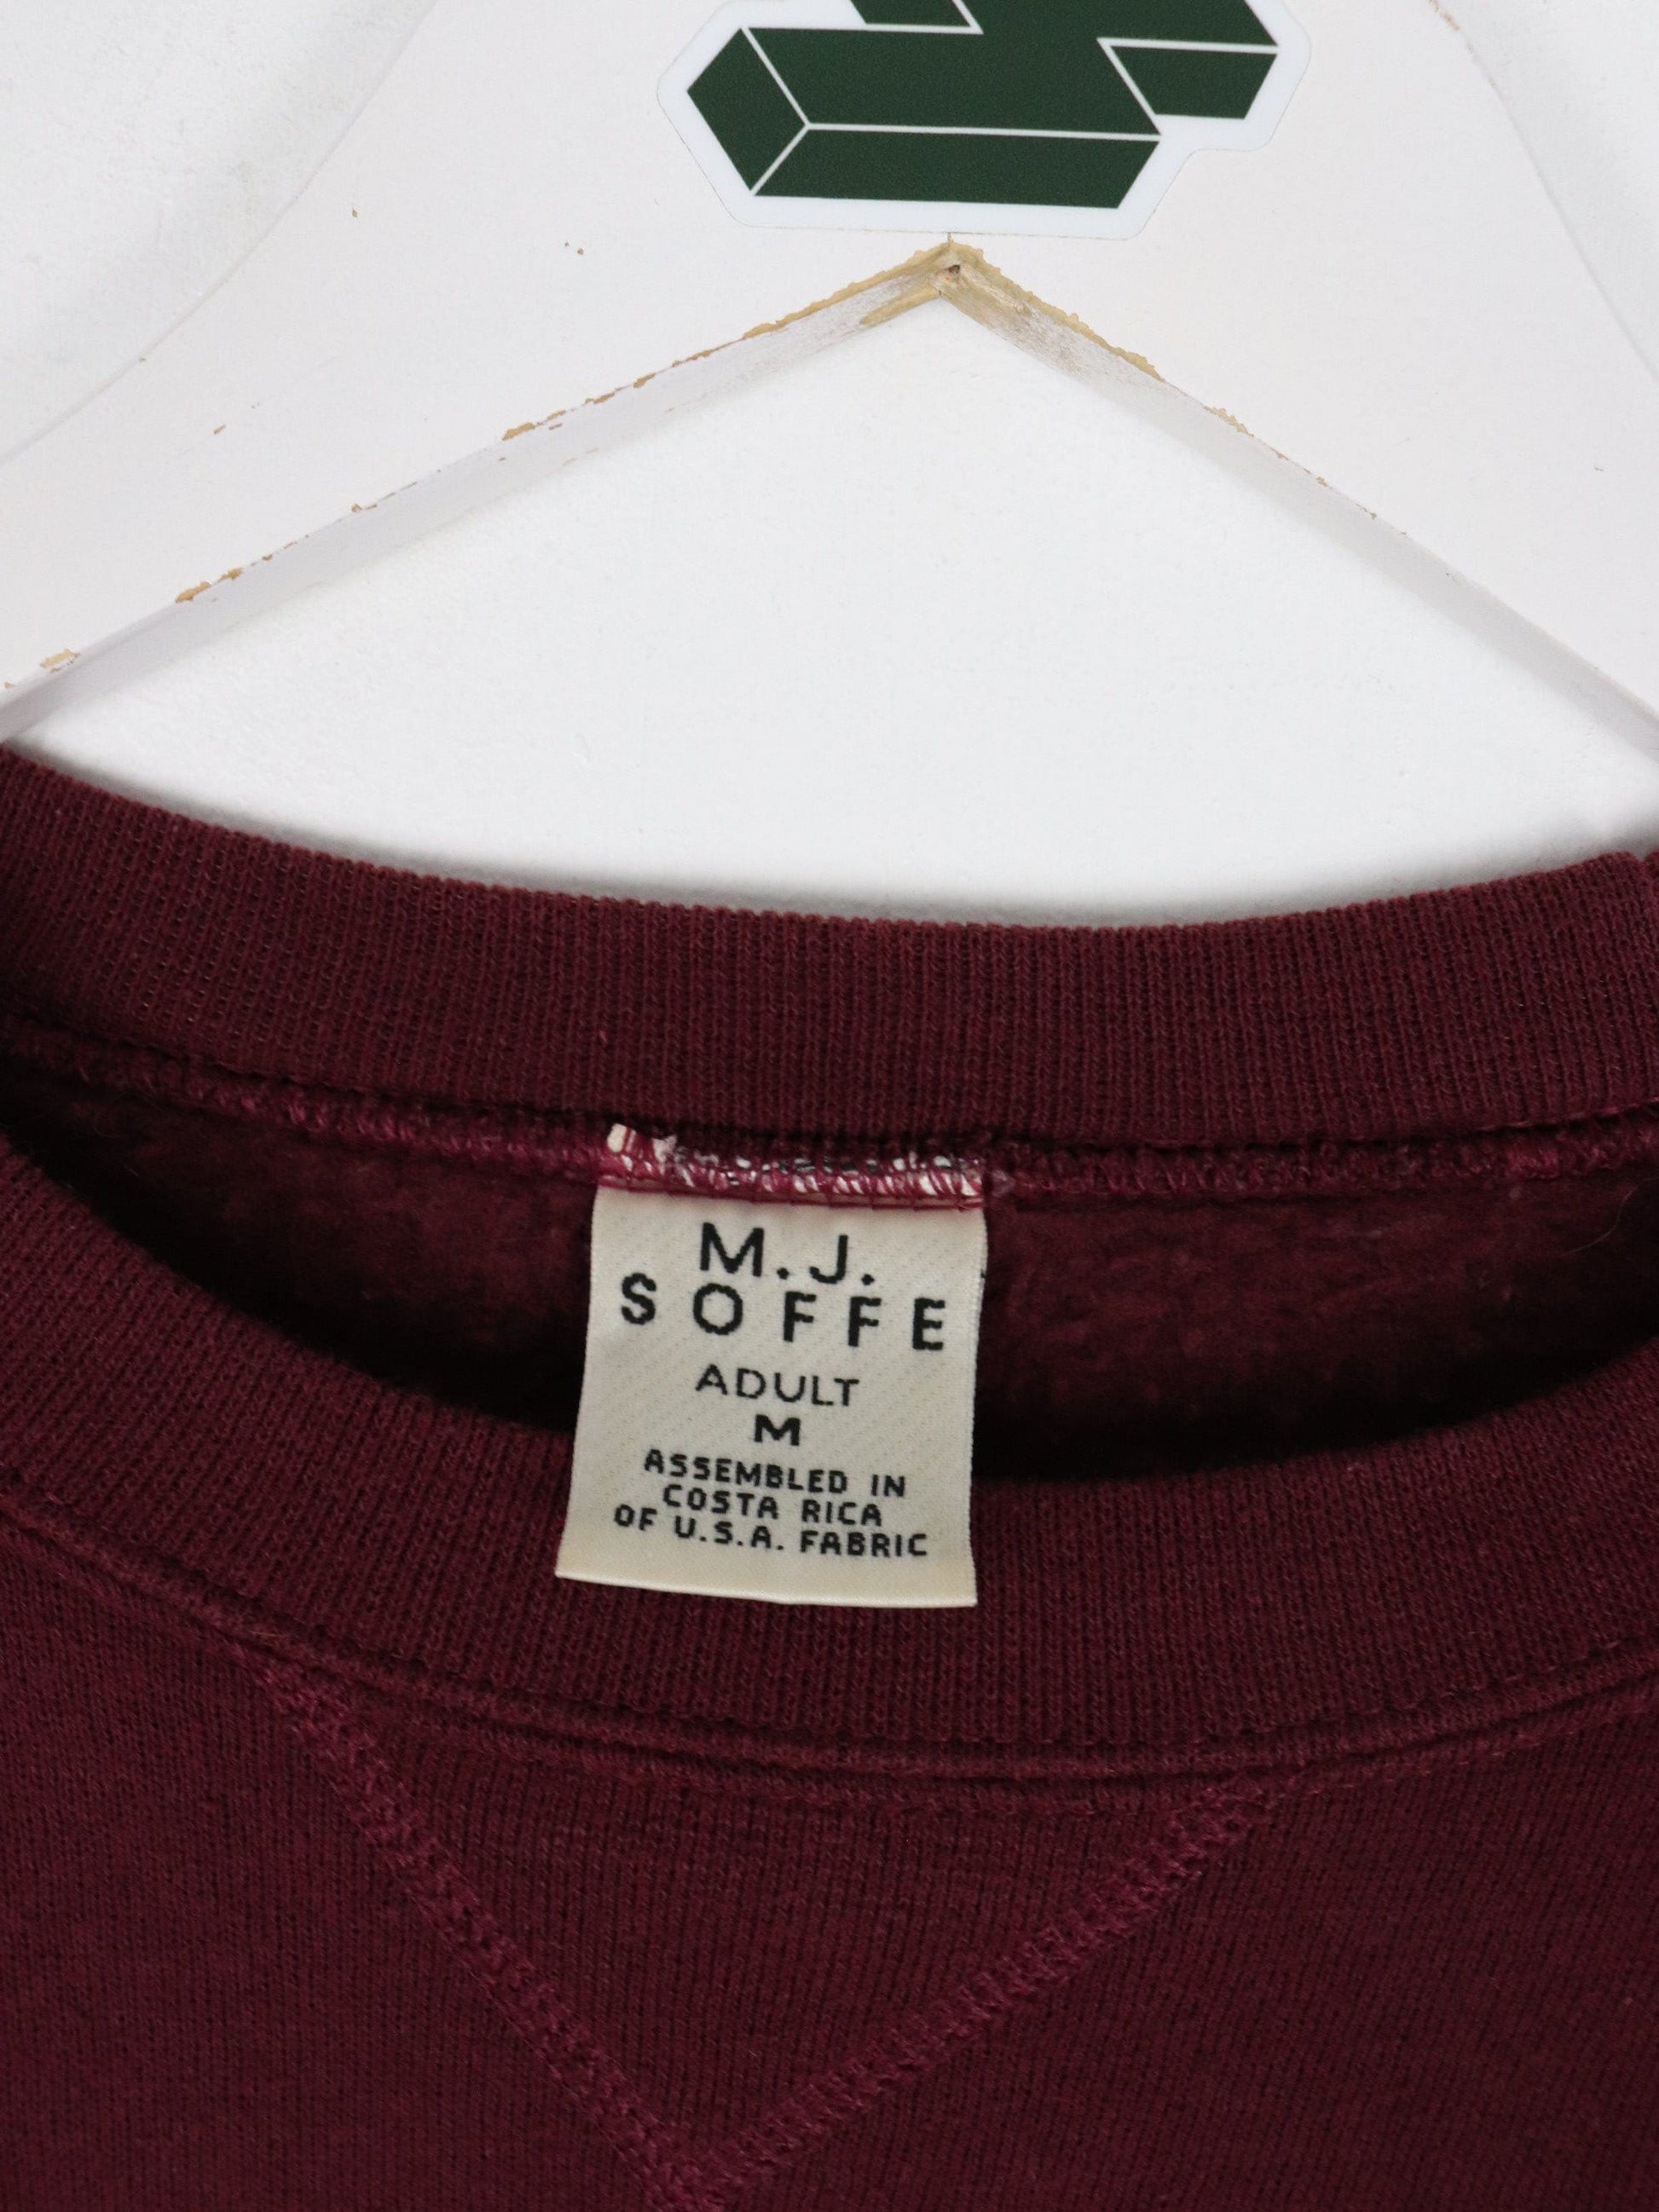 M.J.
SOFFE
ADULT
M
ASSEMBLED IN
COSTA RICA
OF U.S.A. FABRIC